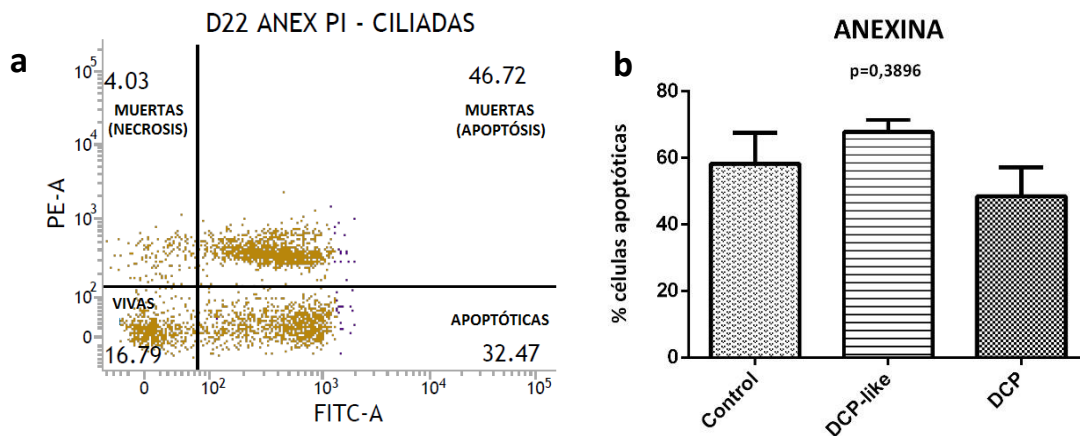 a
D22 ANEX PI - CILIADAS
4.03
46.72
MUERTAS
(NECROSIS)
MUERTAS
(APOPTÓSIS)
VIVAS
APOPTÓTICAS
16.79
32.47
PE-A
10^5
10^4
10^3
10^2
10^1
0
0
10^2
10^3
10^4
10^5
FITC-A
b
ANEXINA
p=0,3896
% células apoptóticas
80
60
40
20
0
Control
DCP-like
DCP